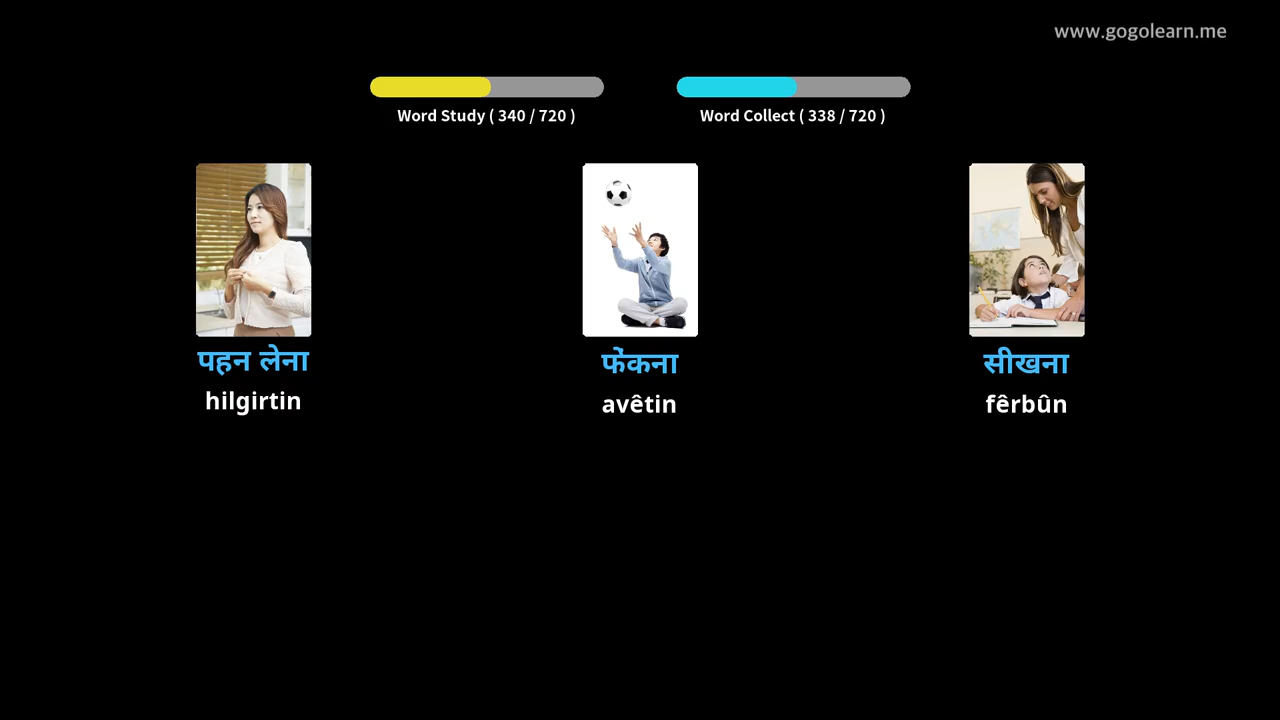 www.gogolearn.me
Word Study ( 340 / 720 )
Word Collect ( 338 / 720 )
पहन लेना
फेंकना
सीखना
hilgirtin
avêtin
fêrbûn